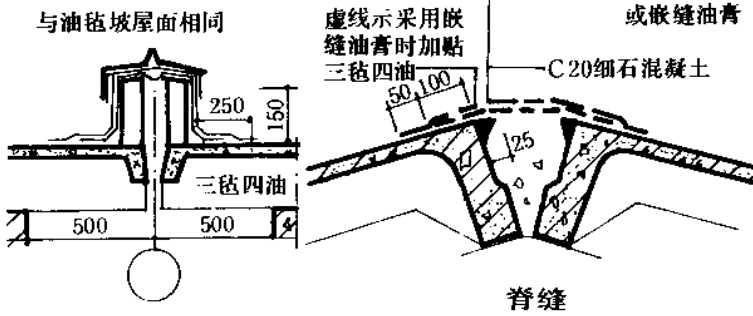 与油毡坡屋面相同
250
150
三毡四油
500
500
虚线示采用嵌
缝油膏时加贴
三毡四油
50
100
或嵌缝油膏
C20细石混凝土
25
脊缝